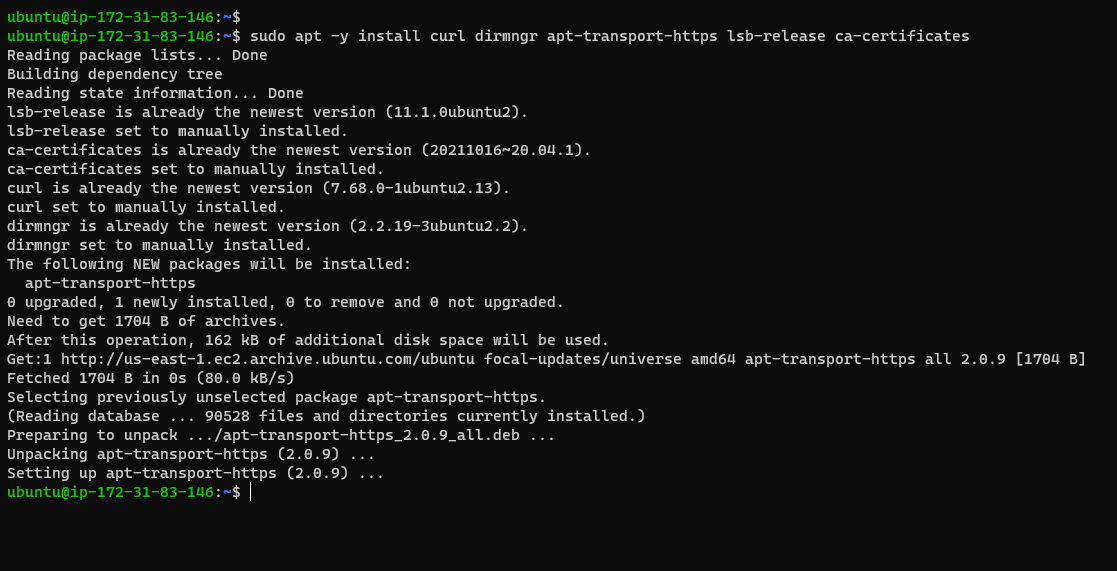 ubuntu@ip-172-31-83-146:~$
ubuntu@ip-172-31-83-146:~$ sudo apt -y install curl dirmngr apt-transport-https lsb-release ca-certificates
Reading package lists... Done
Building dependency tree
Reading state information... Done
lsb-release is already the newest version (11.1.0ubuntu2).
lsb-release set to manually installed.
ca-certificates is already the newest version (20211016~20.04.1).
ca-certificates set to manually installed.
curl is already the newest version (7.68.0-1ubuntu2.13).
curl set to manually installed.
dirmngr is already the newest version (2.2.19-3ubuntu2.2).
dirmngr set to manually installed.
The following NEW packages will be installed:
  apt-transport-https
0 upgraded, 1 newly installed, 0 to remove and 0 not upgraded.
Need to get 1704 B of archives.
After this operation, 162 kB of additional disk space will be used.
Get:1 http://us-east-1.ec2.archive.ubuntu.com/ubuntu focal-updates/universe amd64 apt-transport-https all 2.0.9 [1704 B]
Fetched 1704 B in 0s (80.0 kB/s)
Selecting previously unselected package apt-transport-https.
(Reading database ... 90528 files and directories currently installed.)
Preparing to unpack .../apt-transport-https_2.0.9_all.deb ...
Unpacking apt-transport-https (2.0.9) ...
Setting up apt-transport-https (2.0.9) ...
ubuntu@ip-172-31-83-146:~$